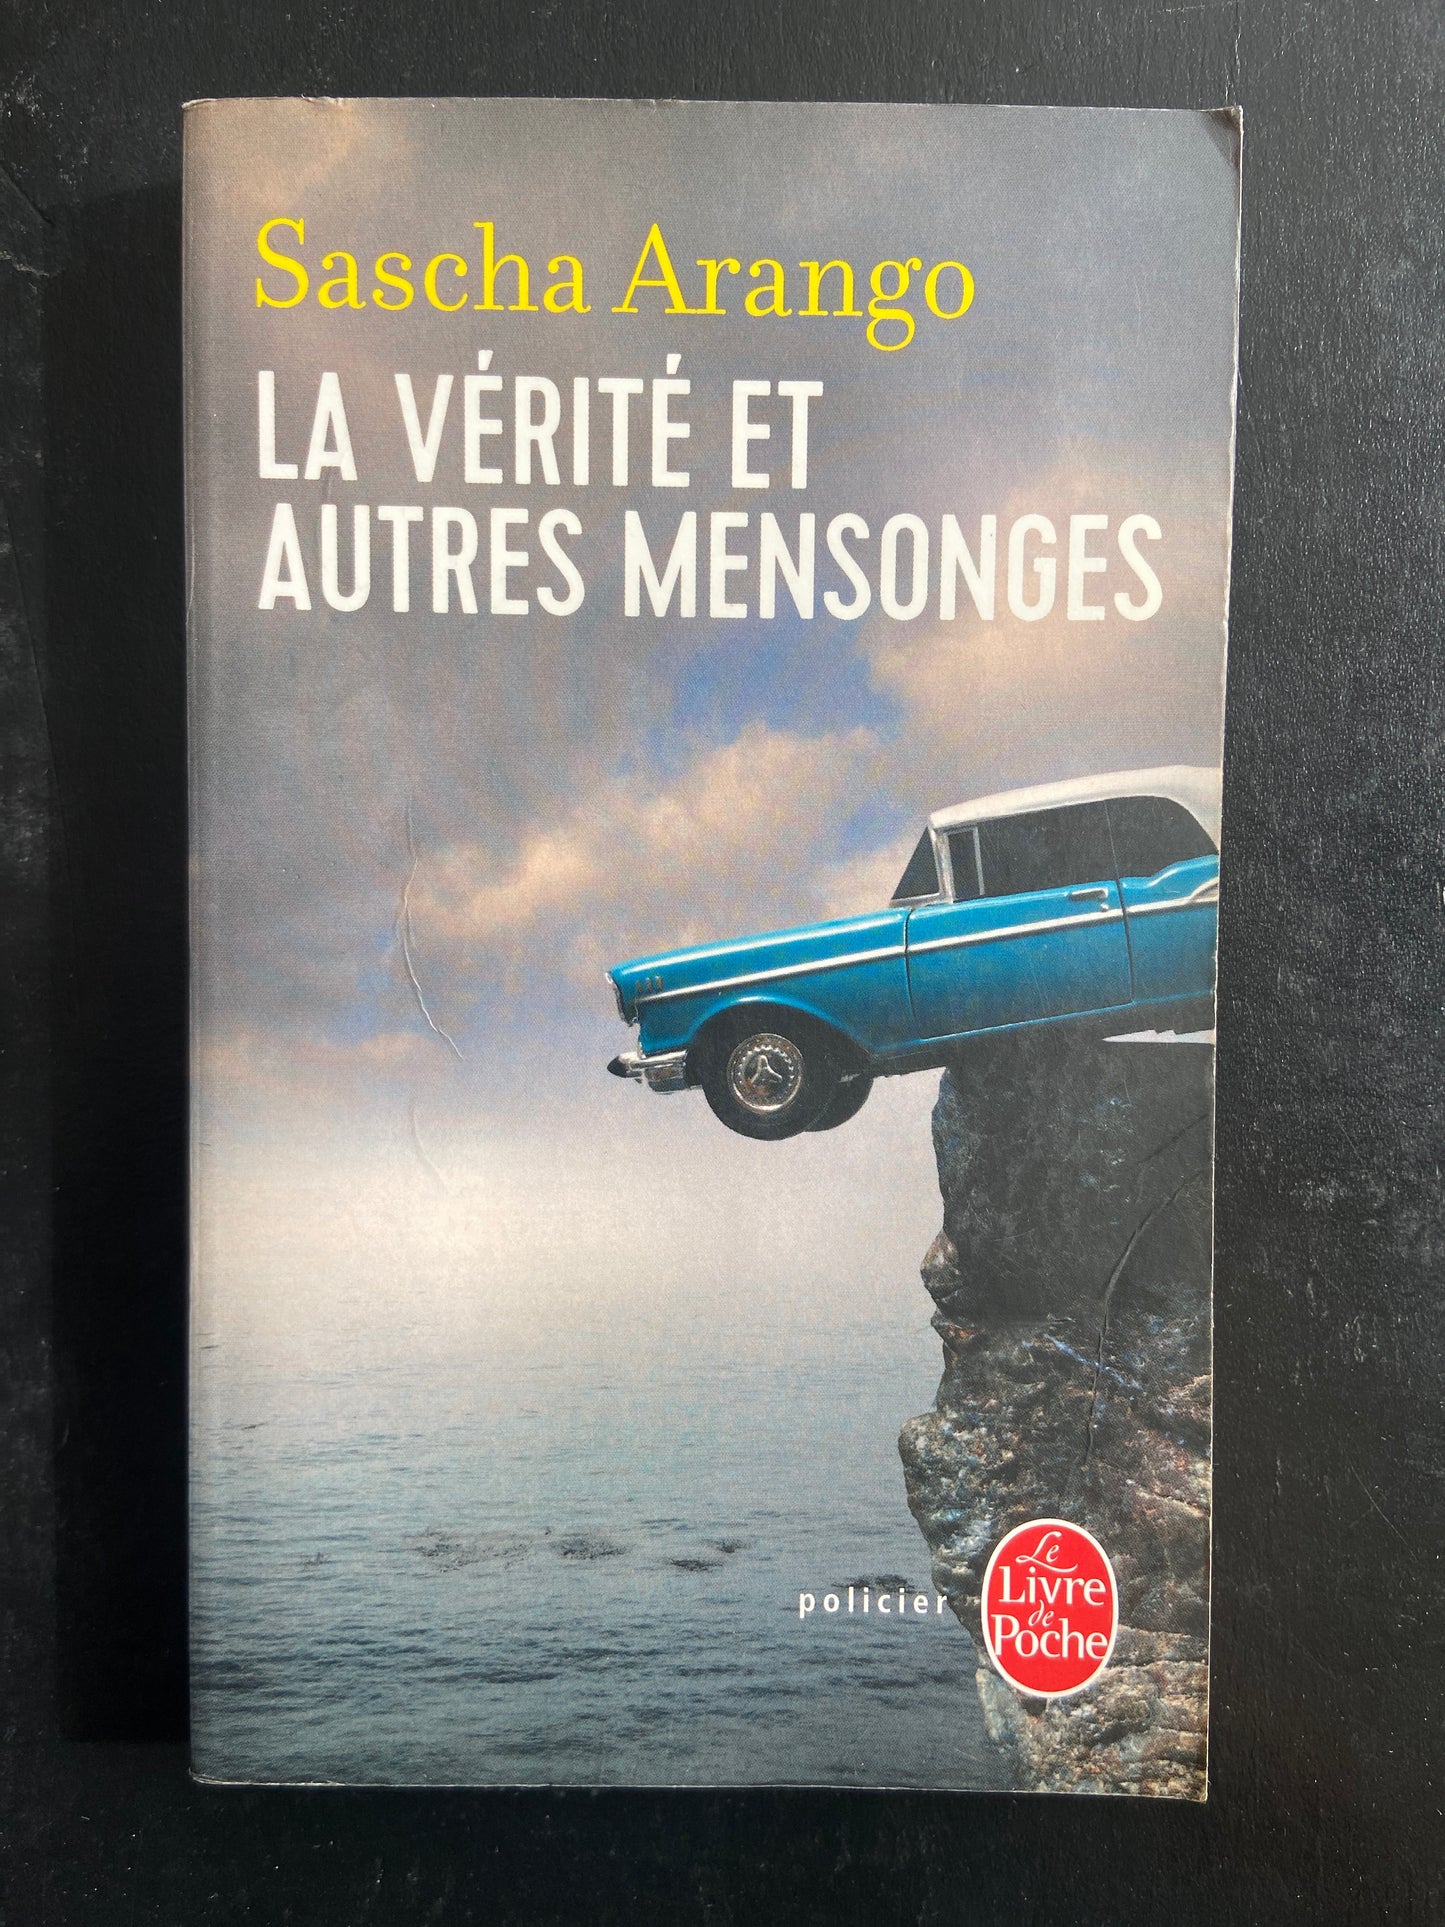 Sascha Arango
LA VÉRITÉ ET
AUTRES MENSONGES
policier
Le
Livre
de
Poche